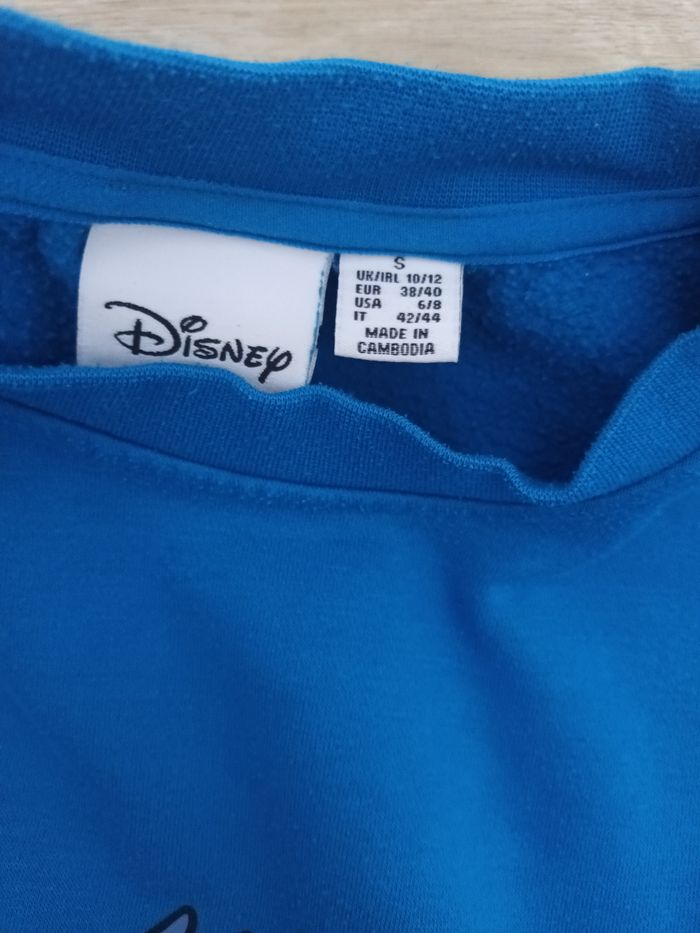 Disney
S
UK/IRL 10/12
EUR 38/40
USA 6/8
IT 42/44
MADE IN
CAMBODIA